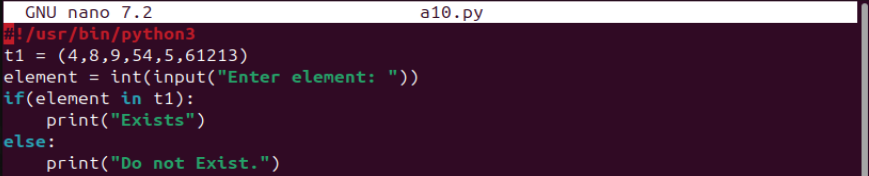 GNU nano 7.2 a10.py
#!/usr/bin/python3
t1 = (4,8,9,54,5,61213)
element = int(input("Enter element: "))
if(element in t1):
    print("Exists")
else:
    print("Do not Exist.")